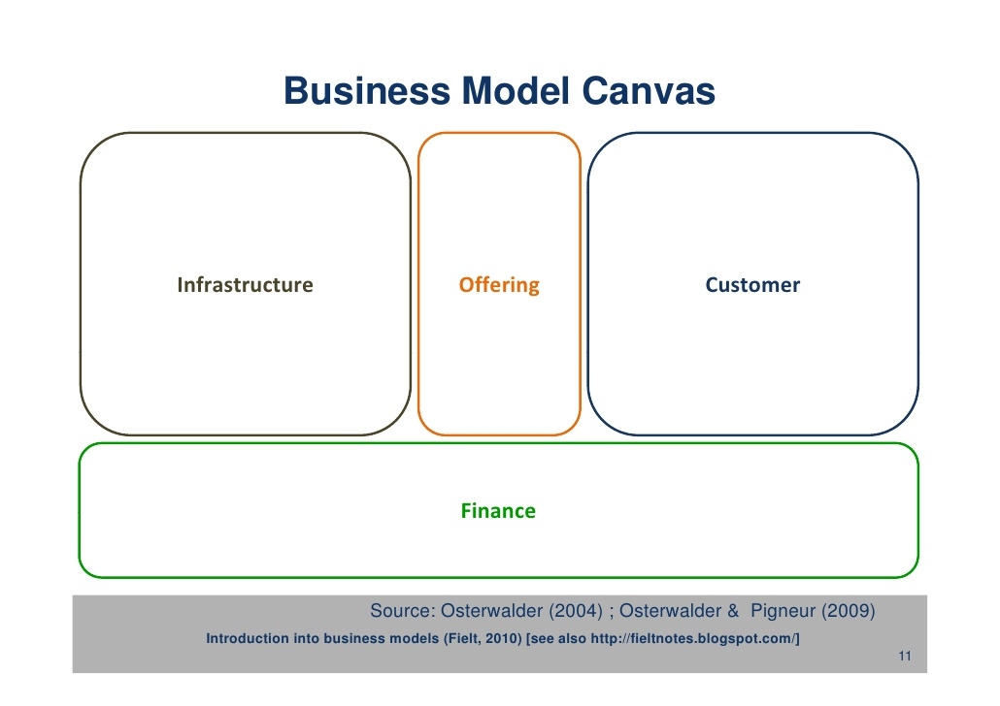 Business Model Canvas
Infrastructure
Offering
Customer
Finance
Source: Osterwalder (2004) ; Osterwalder & Pigneur (2009)
Introduction into business models (Fielt, 2010) [see also http://fieltnotes.blogspot.com/]
11